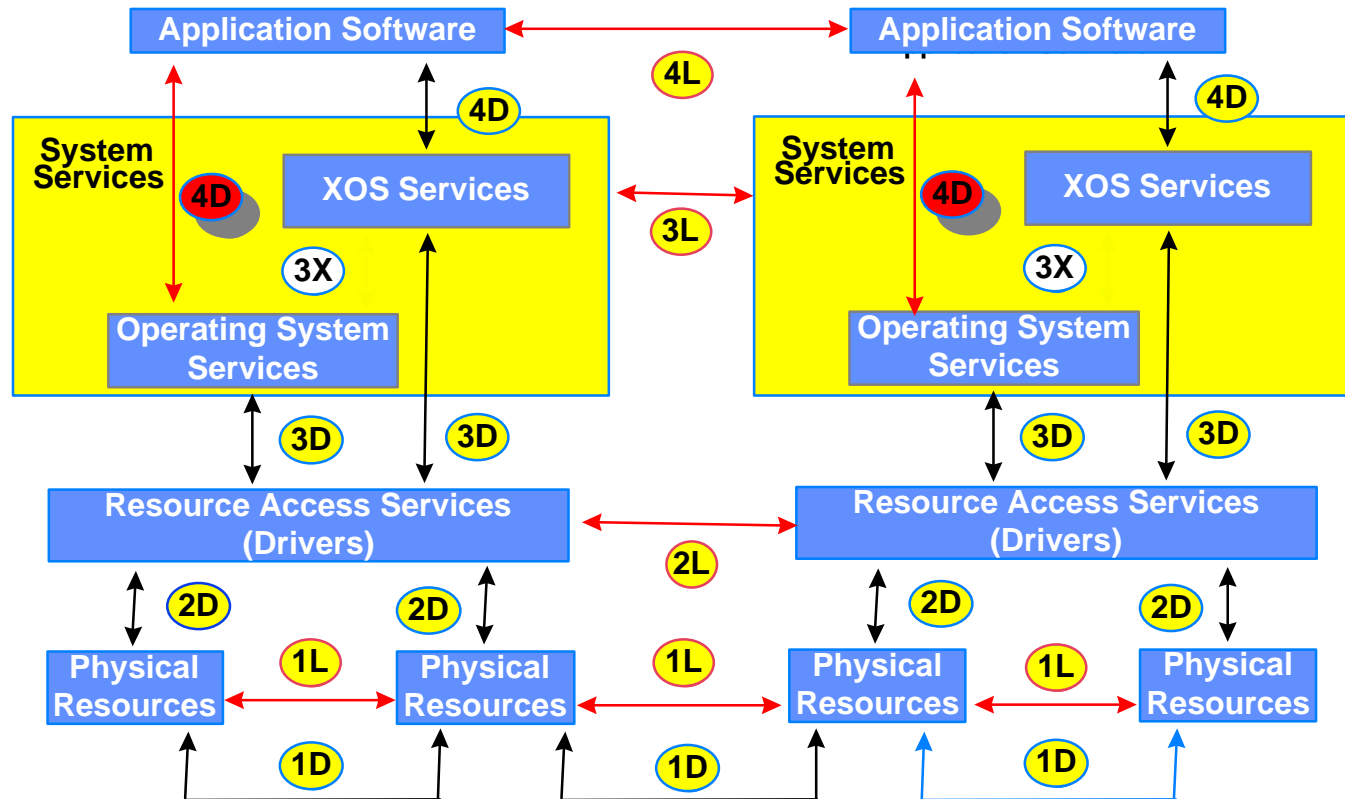 Application Software
Application Software
4L
4D
4D
System
Services
System
Services
XOS Services
XOS Services
4D
4D
3L
3X
3X
Operating System
Services
Operating System
Services
3D
3D
3D
3D
Resource Access Services
(Drivers)
Resource Access Services
(Drivers)
2L
2D
2D
2D
2D
Physical
Resources
1L
Physical
Resources
1L
Physical
Resources
1L
Physical
Resources
1D
1D
1D